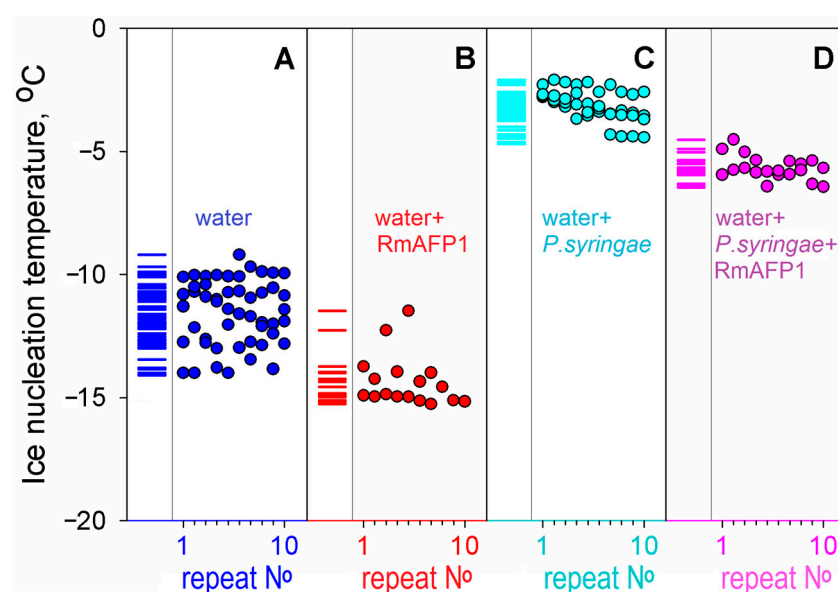 Ice nucleation temperature, ºC
0
−5
−10
−15
−20
A
water
1 10
repeat Nº
B
water+
RmAFP1
1 10
repeat Nº
C
water+
P.syringae
1 10
repeat Nº
D
water+
P.syringae+
RmAFP1
1 10
repeat Nº